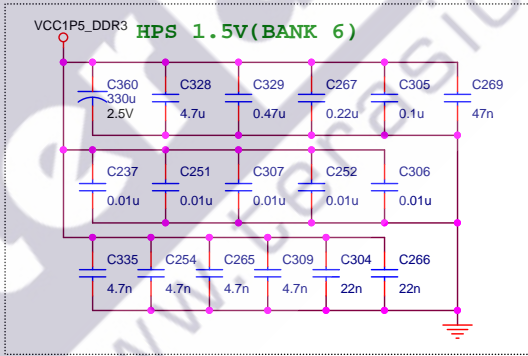 VCC1P5_DDR3 HPS 1.5V(BANK 6)
C360 C328 C329 C267 C305 C269
330u 4.7u 0.47u 0.22u 0.1u 47n
2.5V
C237 C251 C307 C252 C306
0.01u 0.01u 0.01u 0.01u 0.01u
C335 C254 C265 C309 C304 C266
4.7n 4.7n 4.7n 4.7n 22n 22n
www.terasic